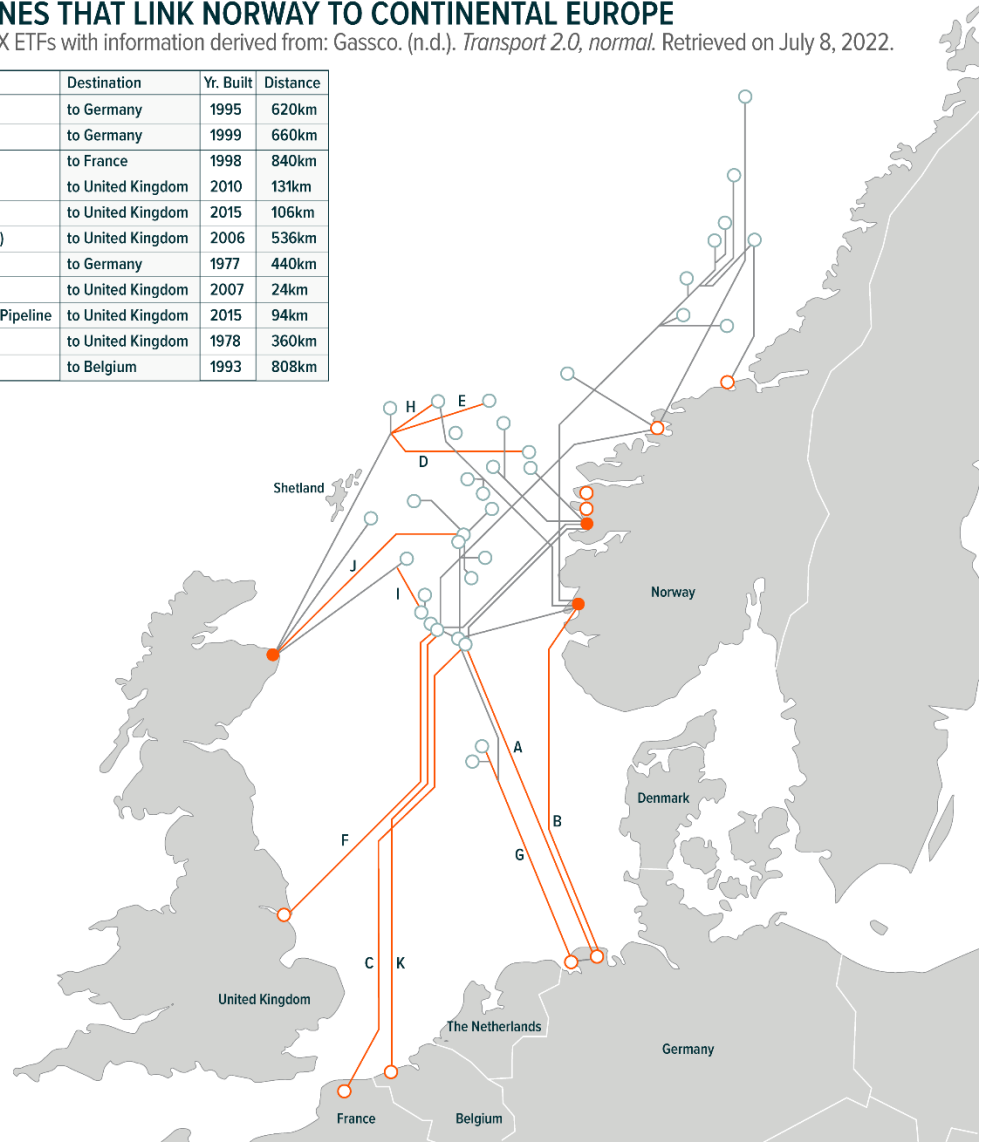 NES THAT LINK NORWAY TO CONTINENTAL EUROPE
X ETFs with information derived from: Gassco. (n.d.). Transport 2.0, normal. Retrieved on July 8, 2022.
Destination Yr. Built Distance
to Germany 1995 620km
to Germany 1999 660km
to France 1998 840km
to United Kingdom 2010 131km
to United Kingdom 2015 106km
) to United Kingdom 2006 536km
to Germany 1977 440km
to United Kingdom 2007 24km
Pipeline to United Kingdom 2015 94km
to United Kingdom 1978 360km
to Belgium 1993 808km
H E
D
Shetland
J
I
Norway
A
Denmark
B
F
G
C K
United Kingdom
The Netherlands
Germany
France
Belgium